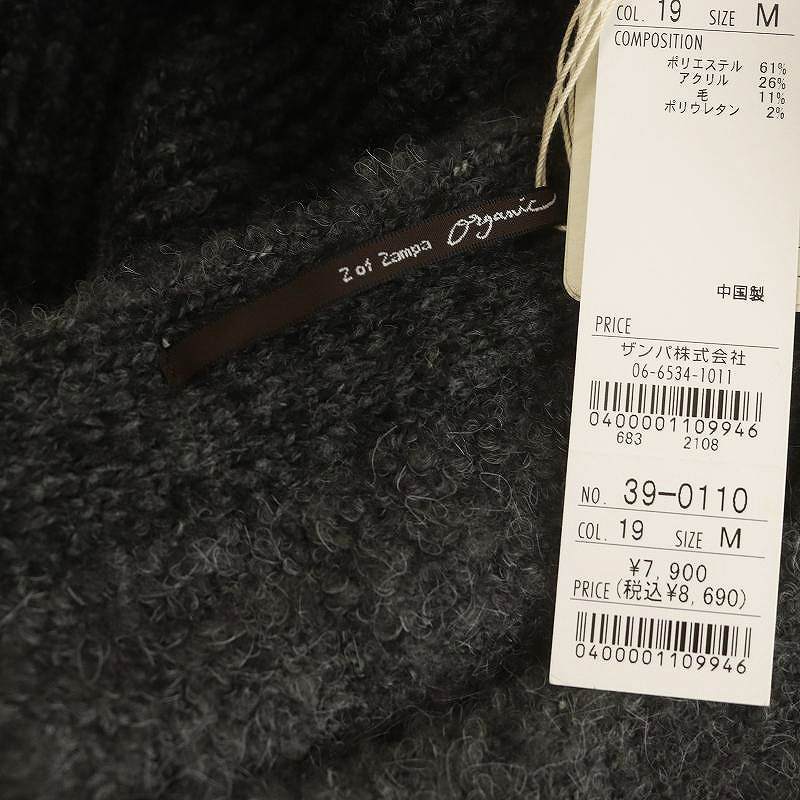 Z of Zampa Organic
COL. 19 SIZE M
COMPOSITION
ポリエステル 61%
アクリル 26%
毛 11%
ポリウレタン 2%
中国製
PRICE
ザンパ株式会社
06-6534-1011
0400001109946
683 2108
NO. 39-0110
COL. 19 SIZE M
¥7,900
PRICE(税込¥8,690)
0400001109946